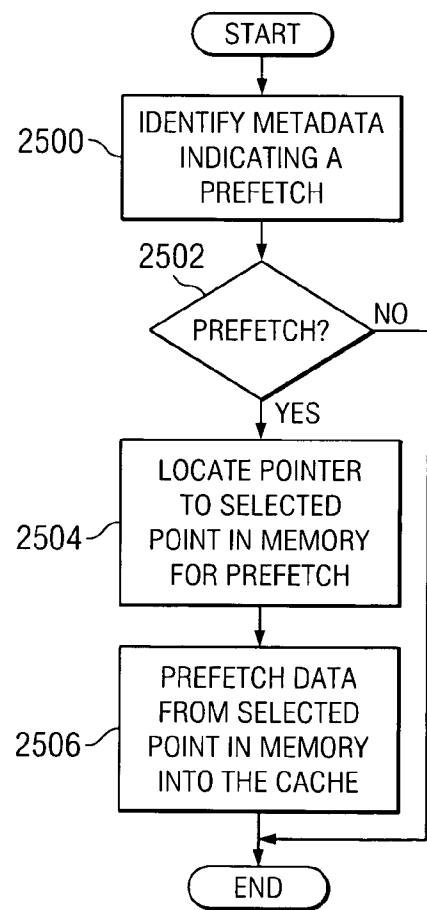 START
2500
IDENTIFY METADATA
INDICATING A
PREFETCH
2502
PREFETCH?
NO
YES
2504
LOCATE POINTER
TO SELECTED
POINT IN MEMORY
FOR PREFETCH
2506
PREFETCH DATA
FROM SELECTED
POINT IN MEMORY
INTO THE CACHE
END